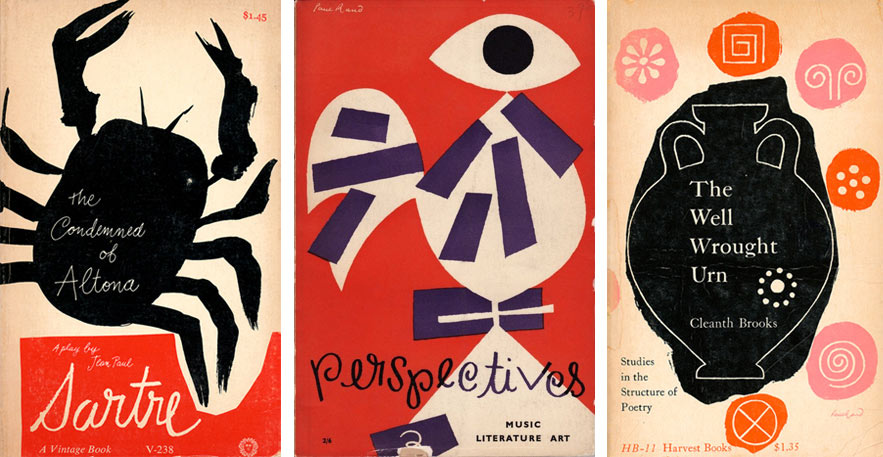 $1.45
the
Condemned
of
Altona
A play by
Jean Paul
Sartre
A Vintage Book V-238
Paul Rand
perspectives
2/6
MUSIC
LITERATURE ART
The
Well
Wrought
Urn
Cleanth Brooks
Studies
in the
Structure of
Poetry
Paul Rand
HB-11 Harvest Books $1.35